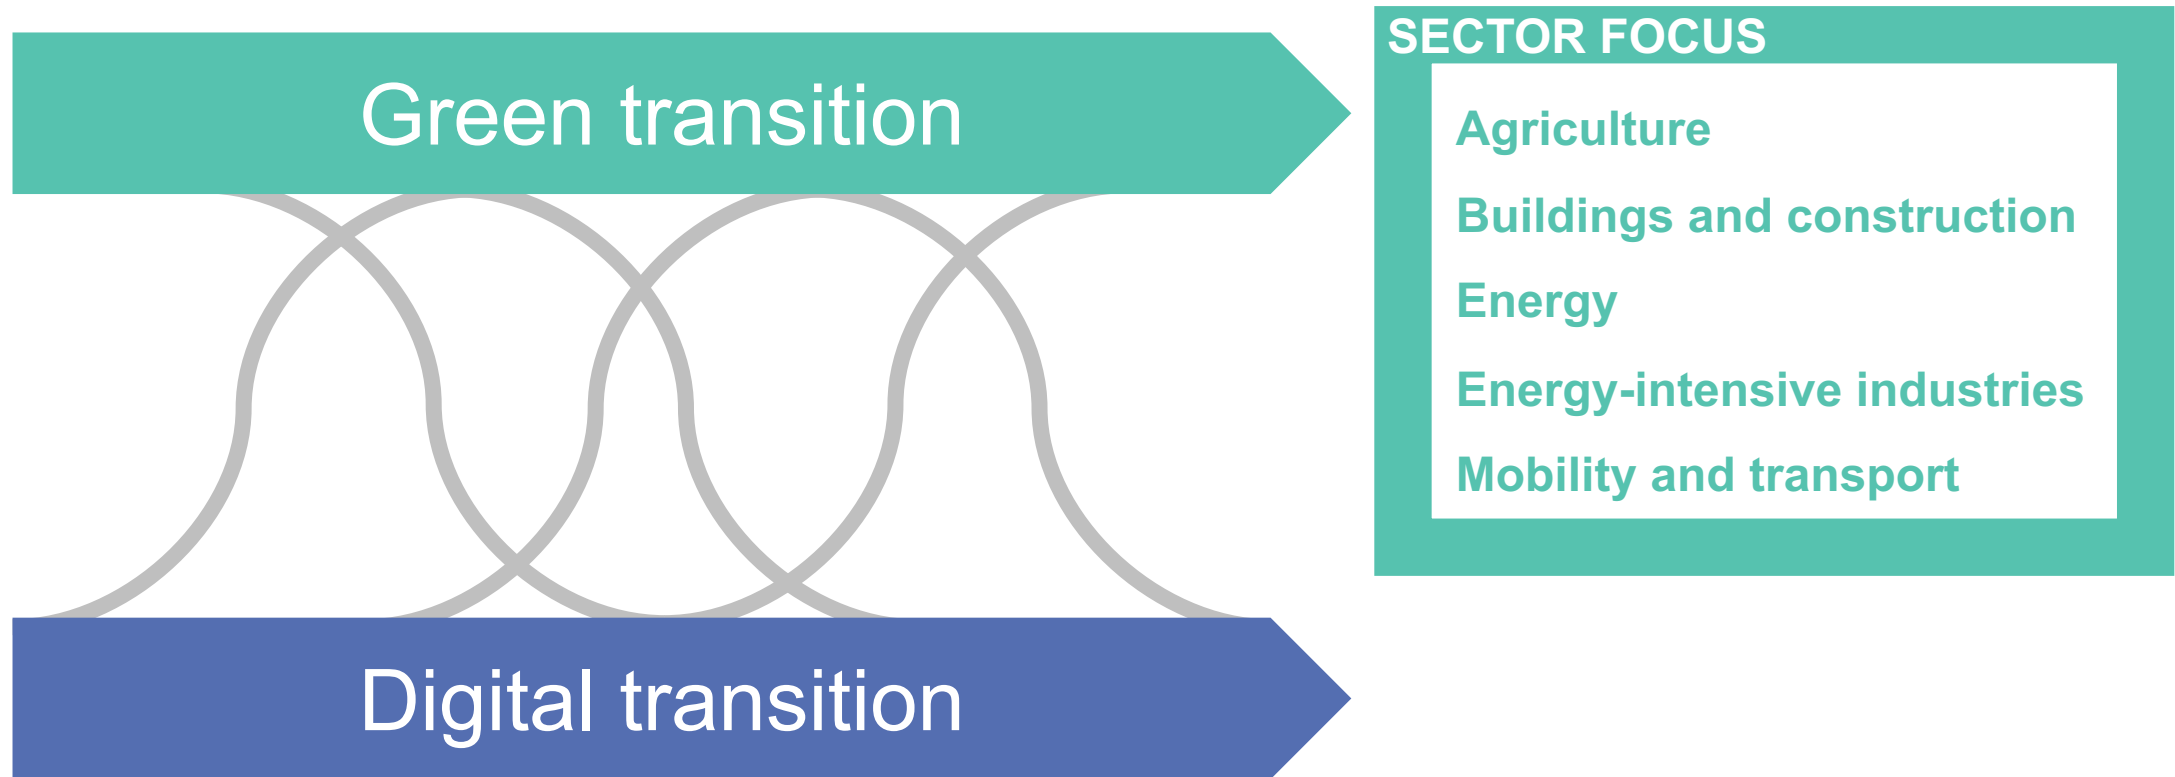 Green transition
Digital transition
SECTOR FOCUS
Agriculture
Buildings and construction
Energy
Energy-intensive industries
Mobility and transport